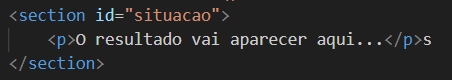 <section id="situacao">
<p>O resultado vai aparecer aqui...</p>s
</section>